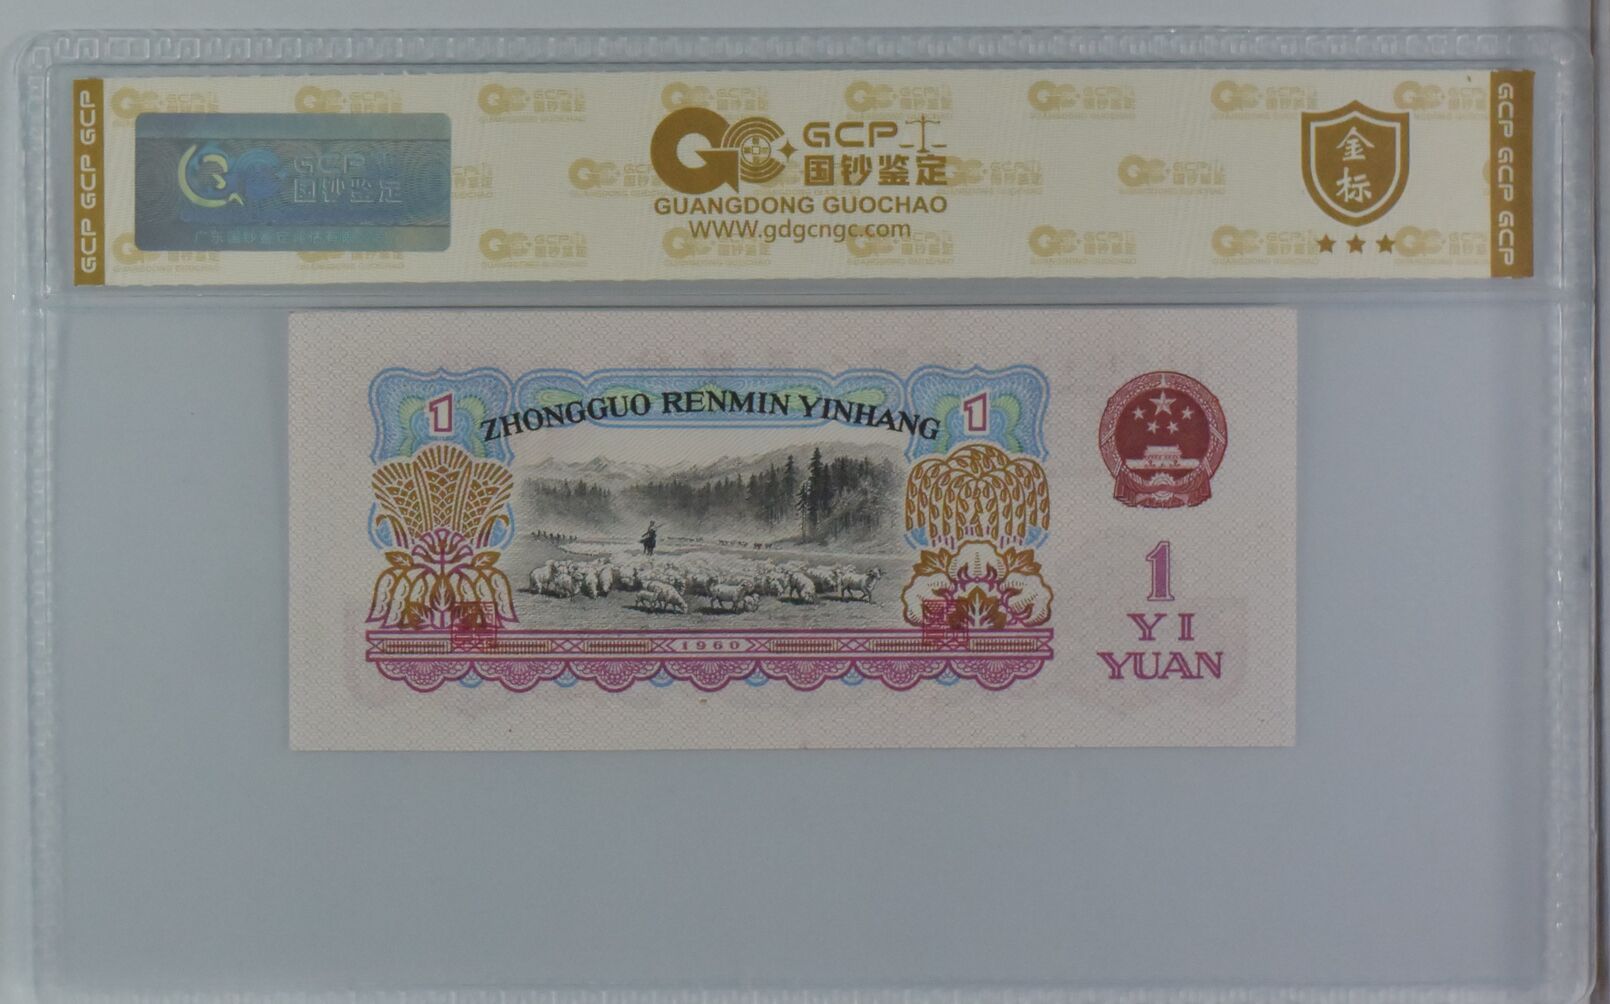 GCP GCP GCP
GCP
国钞鉴定
GCP
国钞鉴定
GUANGDONG GUOCHAO
WWW.gdgcngc.com
金标
GCP GCP GCP
ZHONGGUO RENMIN YINHANG
1
1
1960
1
YI
YUAN